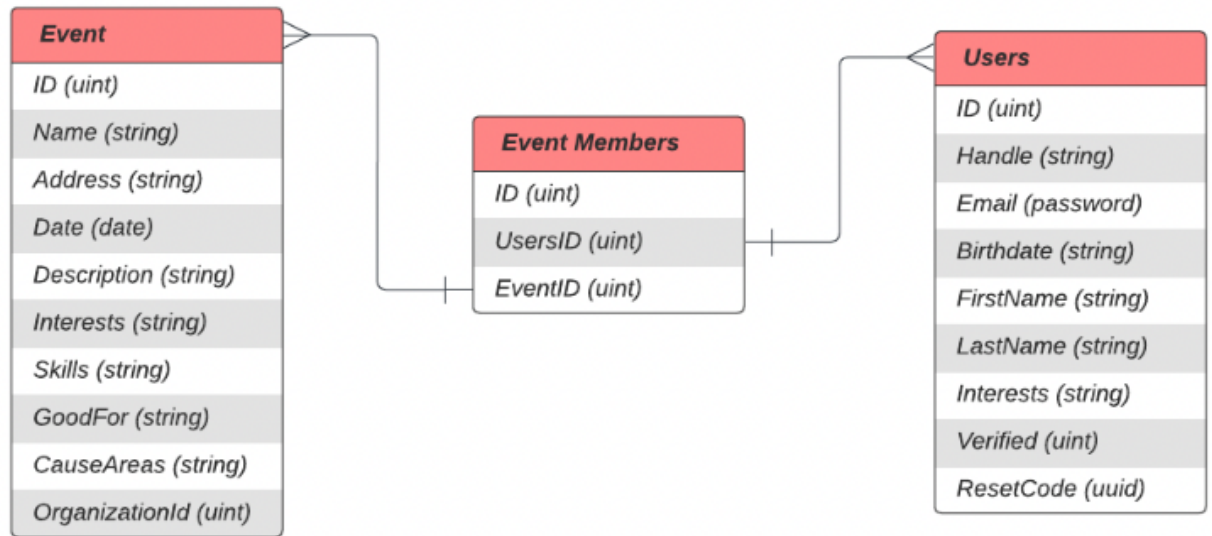 Event
ID (uint)
Name (string)
Address (string)
Date (date)
Description (string)
Interests (string)
Skills (string)
GoodFor (string)
CauseAreas (string)
OrganizationId (uint)
Event Members
ID (uint)
UsersID (uint)
EventID (uint)
Users
ID (uint)
Handle (string)
Email (password)
Birthdate (string)
FirstName (string)
LastName (string)
Interests (string)
Verified (uint)
ResetCode (uuid)